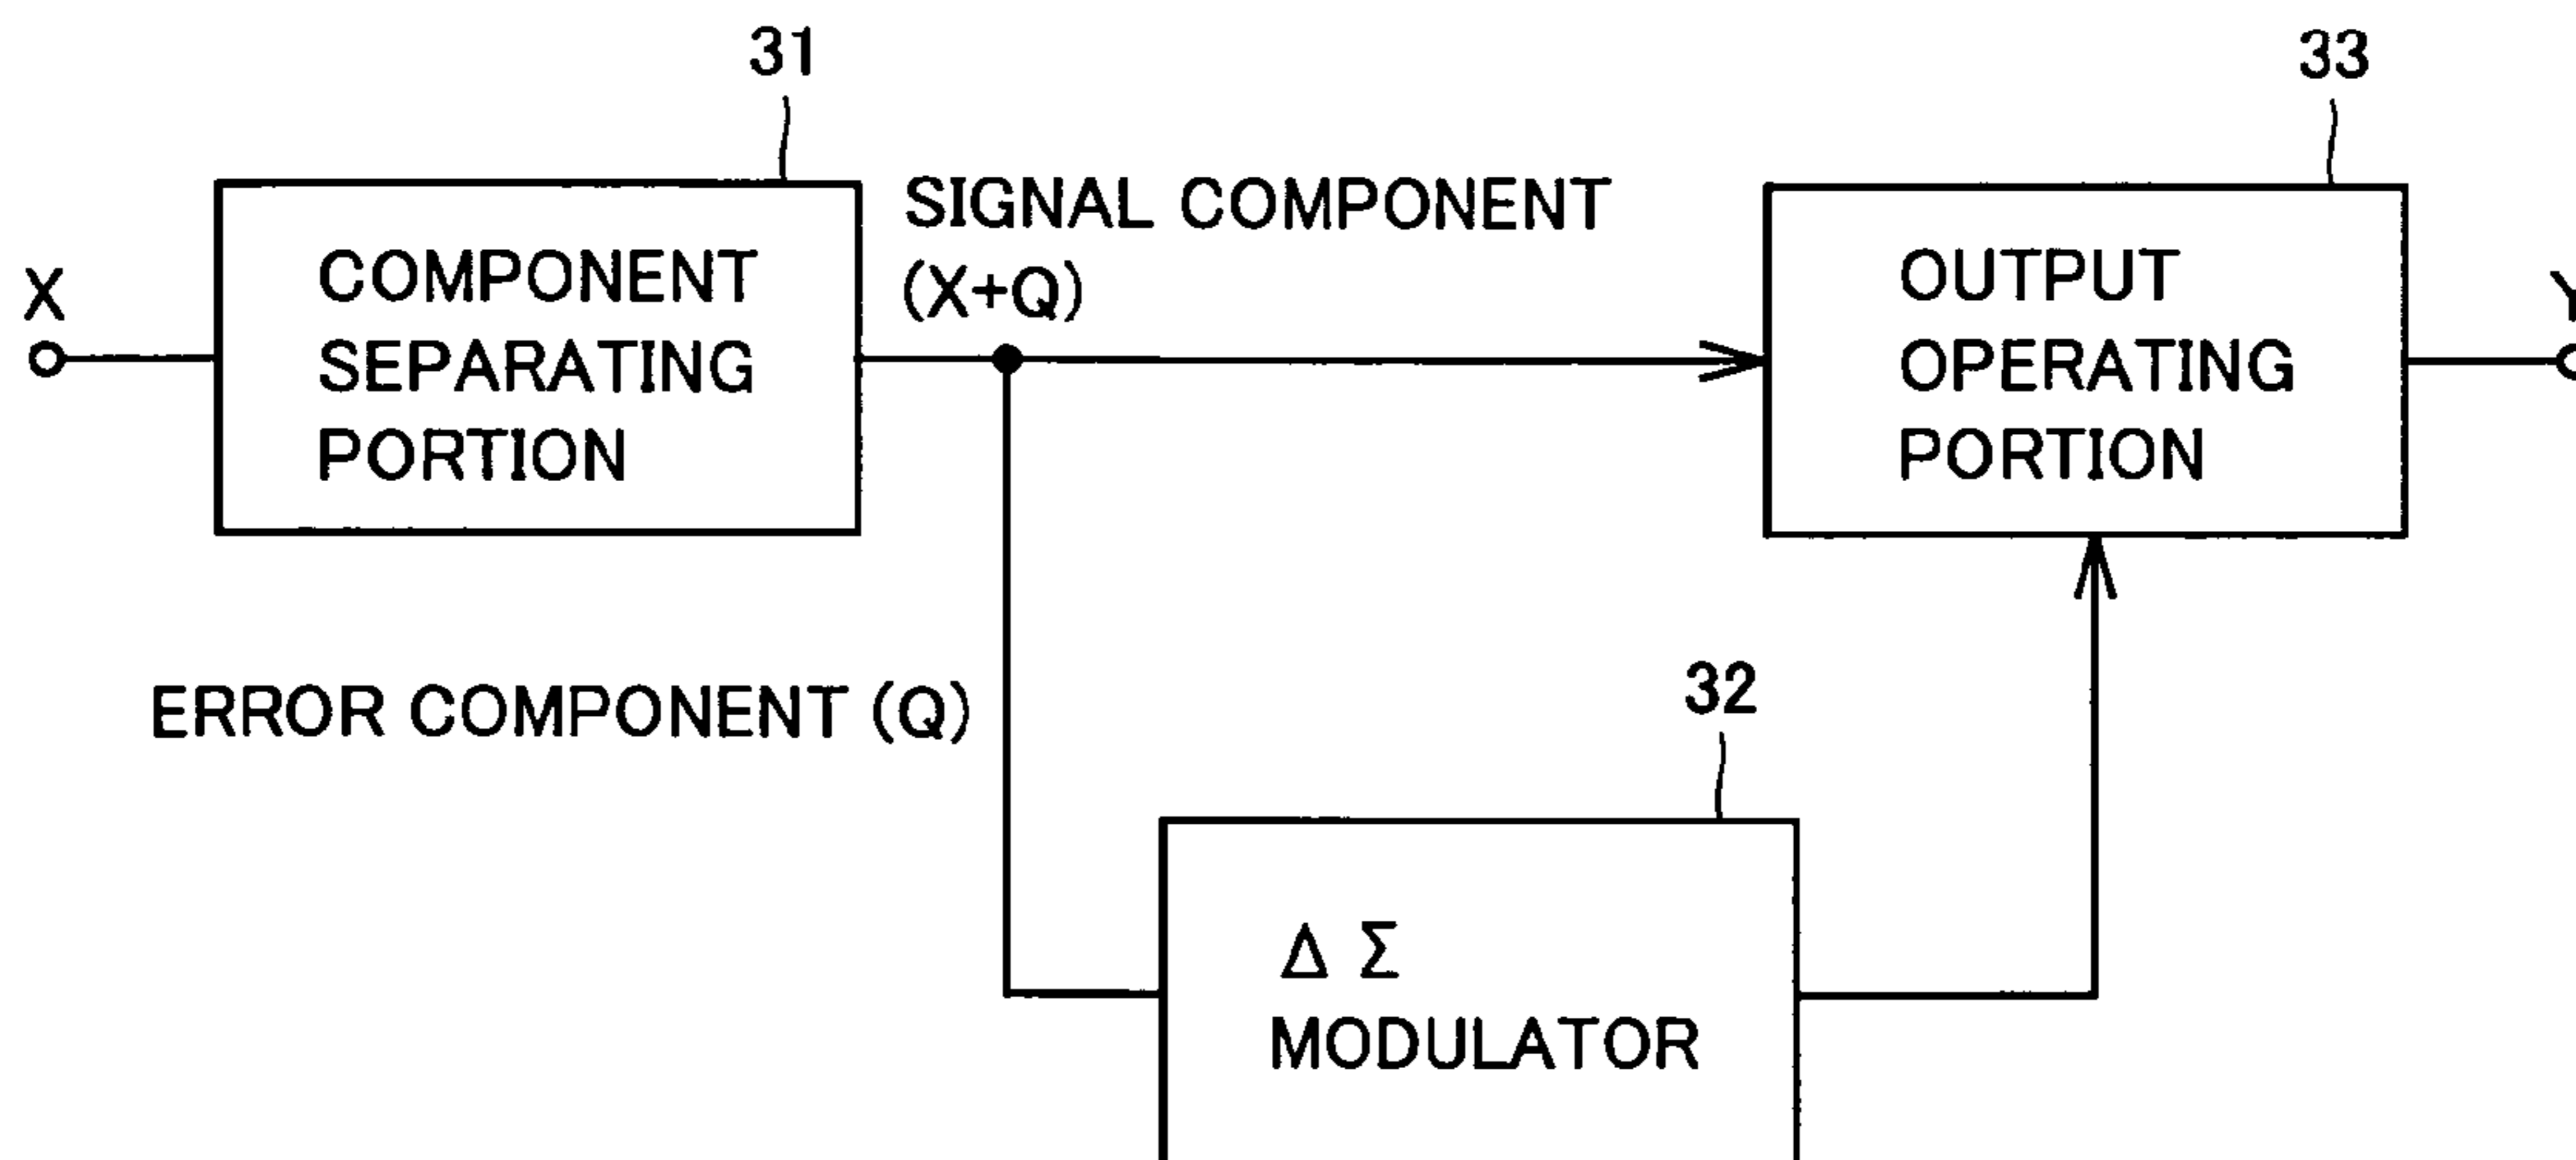 31
33
X
COMPONENT
SEPARATING
PORTION
SIGNAL COMPONENT
(X+Q)
OUTPUT
OPERATING
PORTION
Y
ERROR COMPONENT (Q)
32
Δ Σ
MODULATOR